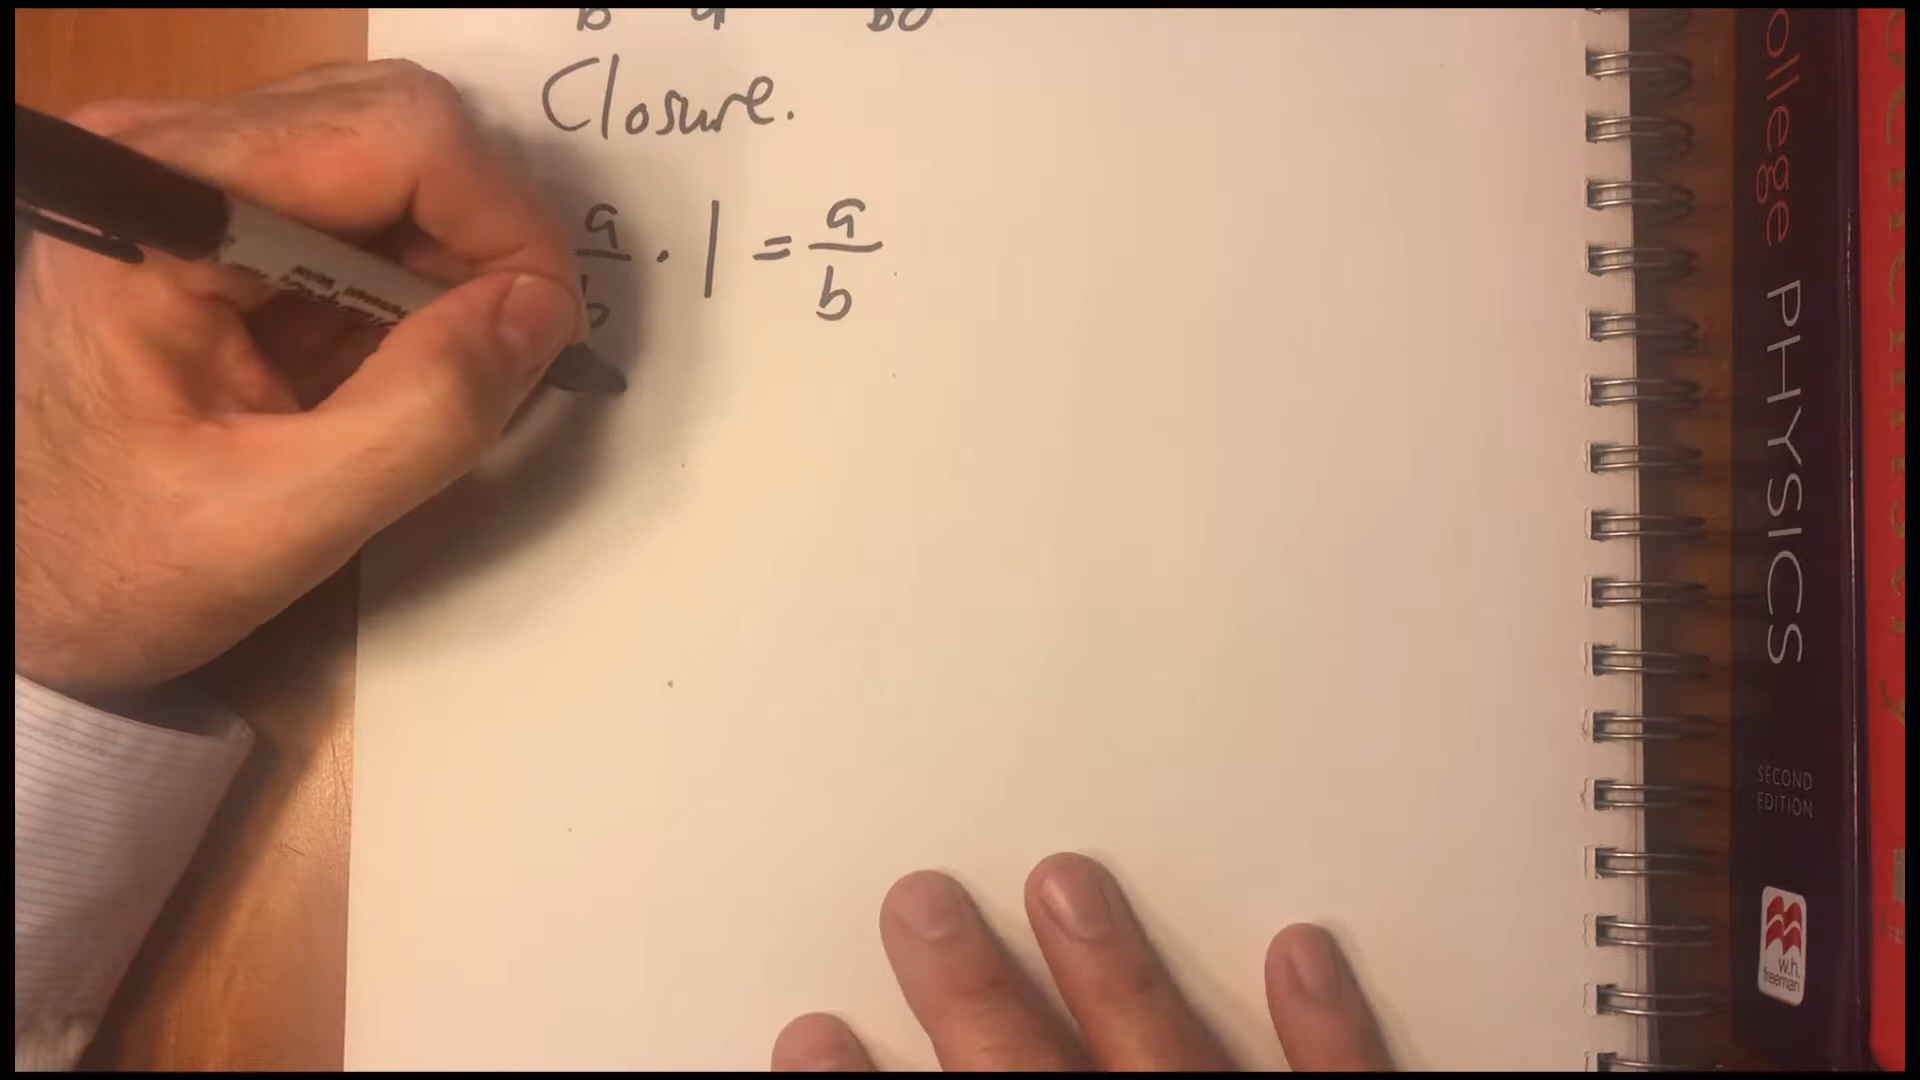 Closure.
a/b · 1 = a/b
ollege PHYSICS
SECOND
EDITION
w.h.
freeman